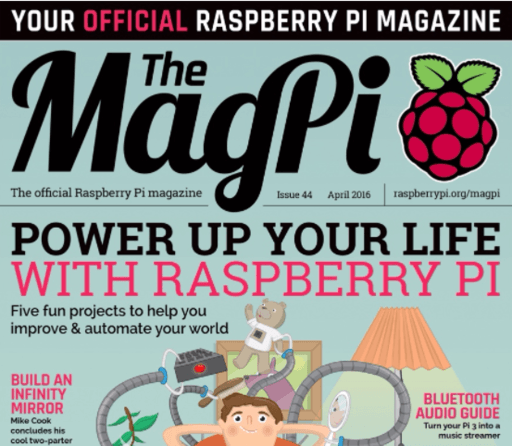 YOUR OFFICIAL RASPBERRY PI MAGAZINE
The
MagPi
The official Raspberry Pi magazine
Issue 44 April 2016
raspberrypi.org/magpi
POWER UP YOUR LIFE
WITH RASPBERRY PI
Five fun projects to help you
improve & automate your world
BUILD AN
INFINITY
MIRROR
Mike Cook
concludes his
cool two-parter
BLUETOOTH
AUDIO GUIDE
Turn your Pi 3 into a
music streamer